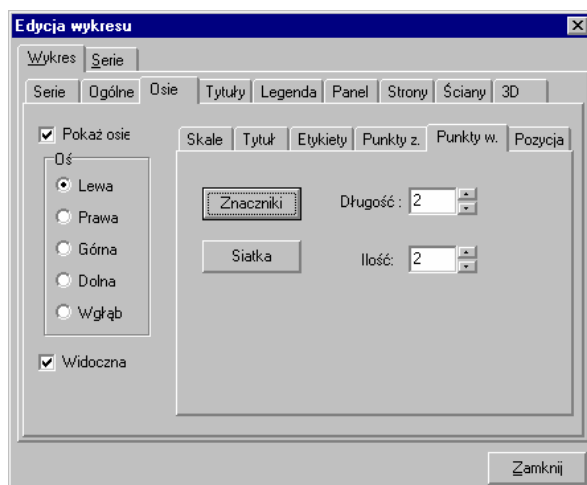 Edycja wykresu
Wykres Serie
Serie Ogólne Osie Tytuły Legenda Panel Strony Ściany 3D
Pokaż osie
Skale Tytuł Etykiety Punkty z. Punkty w. Pozycja
Oś
Lewa
Prawa
Górna
Dolna
Wgłąb
Widoczna
Znaczniki Długość : 2
Siatka Ilość: 2
Zamknij